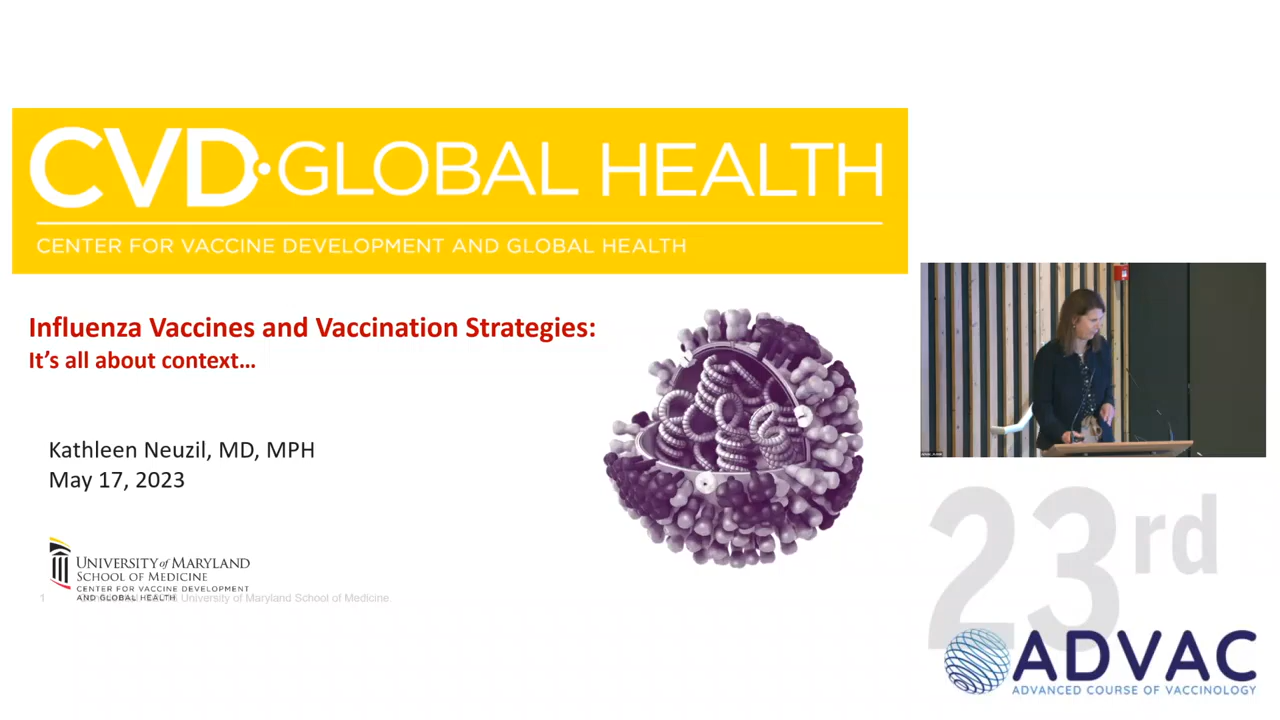 CVD·GLOBAL HEALTH
CENTER FOR VACCINE DEVELOPMENT AND GLOBAL HEALTH
Influenza Vaccines and Vaccination Strategies:
It's all about context…
Kathleen Neuzil, MD, MPH
May 17, 2023
UNIVERSITY of MARYLAND
SCHOOL OF MEDICINE
CENTER FOR VACCINE DEVELOPMENT
AND GLOBAL HEALTH
1
University of Maryland School of Medicine
23rd
ADVAC
ADVANCED COURSE OF VACCINOLOGY